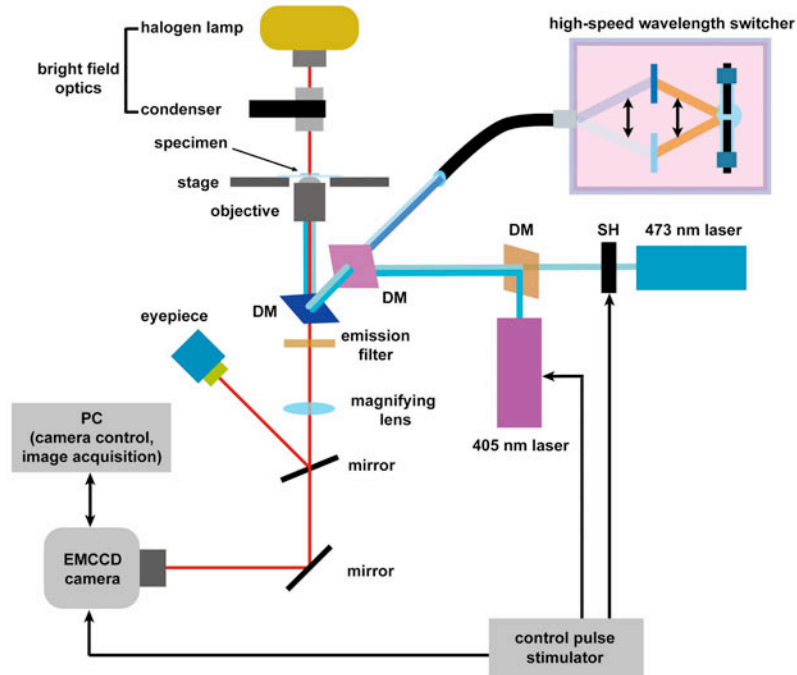 halogen lamp
bright field
optics
condenser
specimen
stage
objective
high-speed wavelength switcher
DM
SH
473 nm laser
DM
DM
eyepiece
emission
filter
magnifying
lens
405 nm laser
PC
(camera control,
image acquisition)
mirror
EMCCD
camera
mirror
control pulse
stimulator